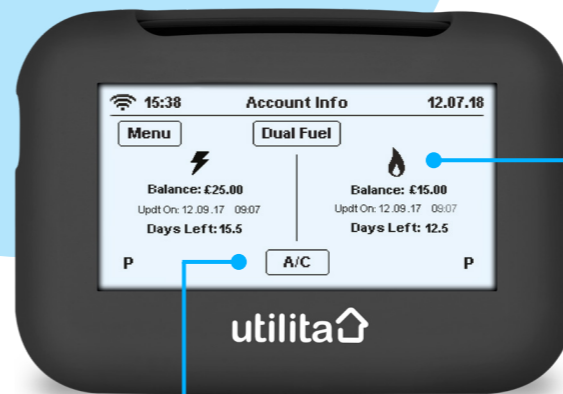 15:38 Account Info 12.07.18
Menu Dual Fuel
Balance: £25.00 Balance: £15.00
Updt On: 12.09.17 09:07 Updt On: 12.09.17 09:07
Days Left: 15.5 Days Left: 12.5
P A/C P
utilita